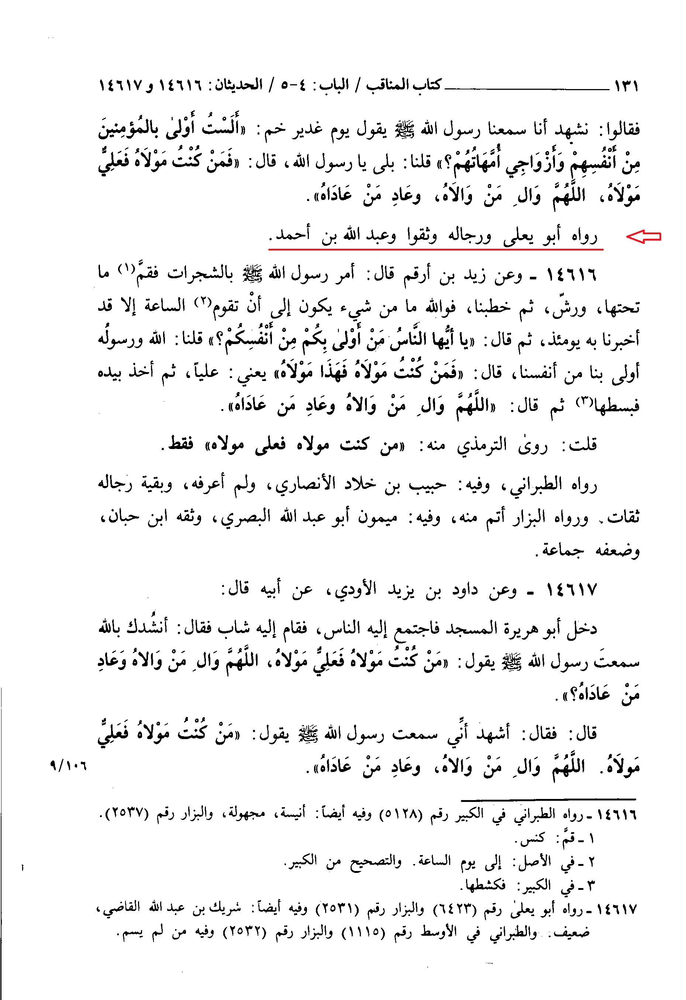 ١٣١ كتاب المناقب / الباب: ٤-٥ / الحديثان: ١٤٦١٦ و ١٤٦١٧
فقالوا: نشهد أنا سمعنا رسول الله ﷺ يقول يوم غدير خم: «أَلَسْتُ أَوْلىٰ بالمُؤمِنينَ
مِنْ أَنْفُسِهِمْ وَأَزْوَاجِي أُمَّهَاتُهُمْ؟» قلنا: بلى يا رسول الله، قال: «فَمَنْ كُنْتُ مَوْلَاهُ فَعَلِيٌّ
مَوْلَاهُ، اللَّهُمَّ وَالِ مَنْ وَالَاهُ، وعَادِ مَنْ عَادَاهُ».
رواه أبو يعلى ورجاله وثقوا وعبد الله بن أحمد.
١٤٦١٦ - وعن زيد بن أرقم قال: أمر رسول الله ﷺ بالشجرات فقمَّ(١) ما
تحتها، ورشّ، ثم خطبنا، فوالله ما من شيء يكون إلى أنْ تقوم(٢) الساعة إلا قد
أخبرنا به يومئذ، ثم قال: «يا أيُّها النَّاسُ مَنْ أَوْلىٰ بِكُمْ مِنْ أَنْفُسِكُمْ؟» قلنا: الله ورسولُه
أولى بنا من أنفسنا، قال: «فَمَنْ كُنْتُ مَوْلَاهُ فَهَذَا مَوْلَاهُ» يعني: علياً، ثم أخذ بيده
فبسطها(٣) ثم قال: «اللَّهُمَّ وَالِ مَنْ وَالاهُ وعَادِ مَن عَادَاهُ».
قلت: روىٰ الترمذي منه: «من كنت مولاه فعلى مولاه» فقط.
رواه الطبراني، وفيه: حبيب بن خلاد الأنصاري، ولم أعرفه، وبقية رجاله
ثقات. ورواه البزار أتم منه، وفيه: ميمون أبو عبد الله البصري، وثقه ابن حبان،
وضعفه جماعة.
١٤٦١٧ - وعن داود بن يزيد الأودي، عن أبيه قال:
دخل أبو هريرة المسجد فاجتمع إليه الناس، فقام إليه شاب فقال: أنشُدك بالله
سمعتَ رسول الله ﷺ يقول: «مَنْ كُنْتُ مَوْلاهُ فَعَلِيٌّ مَوْلاهُ، اللَّهُمَّ وَالِ مَنْ وَالاهُ وَعَادِ
مَنْ عَادَاهُ؟».
قال: فقال: أشهد أنِّي سمعت رسول الله ﷺ يقول: «مَنْ كُنْتُ مَوْلاهُ فَعَلِيٌّ
مَولَاهُ. اللَّهُمَّ وَالِ مَنْ وَالاهُ، وعَادِ مَنْ عَادَاهُ».
٩/١٠٦
١٤٦١٦ - رواه الطبراني في الكبير رقم (٥١٢٨) وفيه أيضاً: أنيسة، مجهولة، والبزار رقم (٢٥٣٧).
١ - قمَّ: كنس.
٢ - في الأصل: إلى يوم الساعة. والتصحيح من الكبير.
٣ - في الكبير: فكشطها.
١٤٦١٧ - رواه أبو يعلىٰ رقم (٦٤٢٣) والبزار رقم (٢٥٣١) وفيه أيضاً: شريك بن عبد الله القاضي،
ضعيف. والطبراني في الأوسط رقم (١١١٥) والبزار رقم (٢٥٣٢) وفيه من لم يسم.